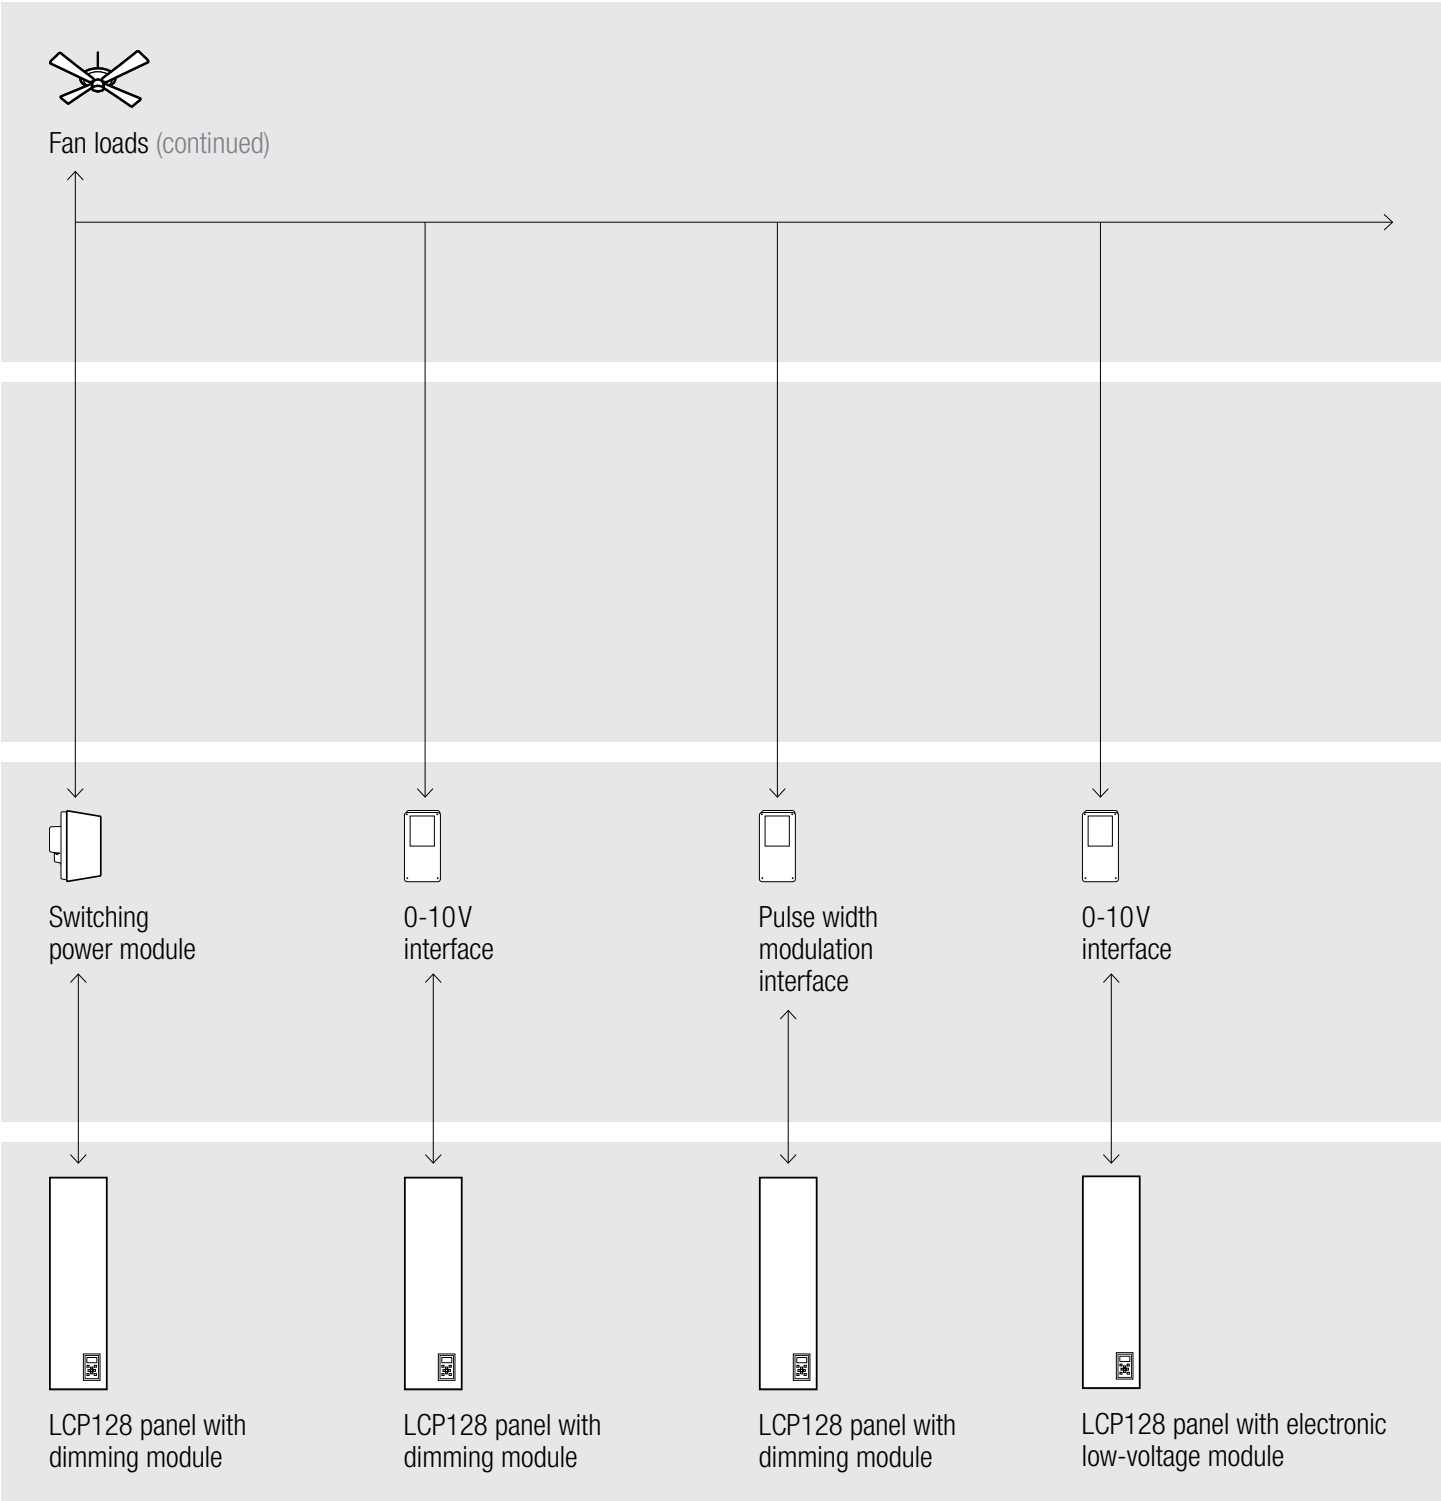 Fan loads (continued)
Switching
power module
0-10V
interface
Pulse width
modulation
interface
0-10V
interface
LCP128 panel with
dimming module
LCP128 panel with
dimming module
LCP128 panel with
dimming module
LCP128 panel with electronic
low-voltage module